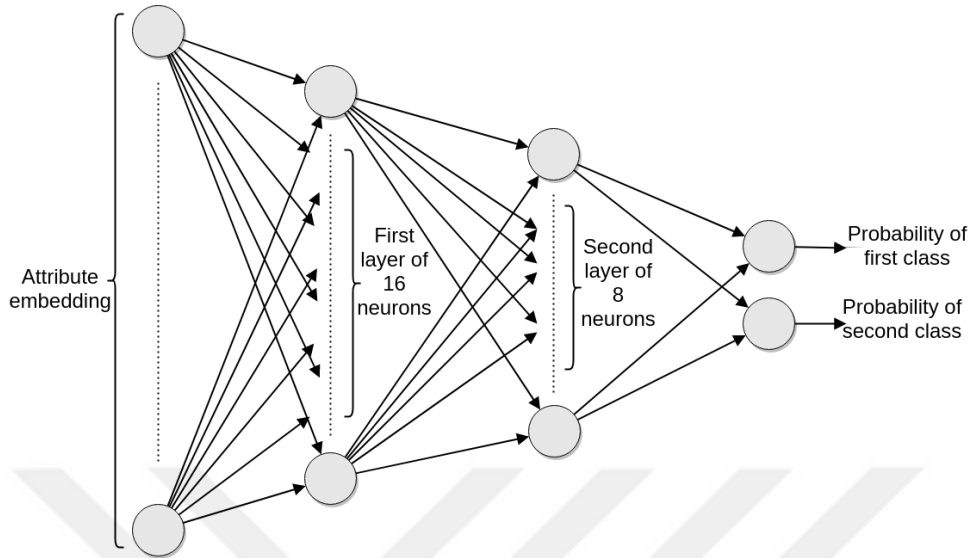 Attribute
embedding
First
layer of
16
neurons
Second
layer of
8
neurons
Probability of
first class
Probability of
second class